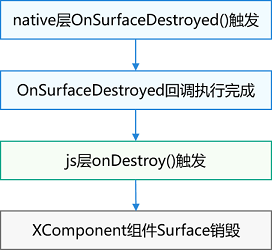 native层OnSurfaceDestroyed()触发
OnSurfaceDestroyed回调执行完成
js层onDestroy()触发
XComponent组件Surface销毁